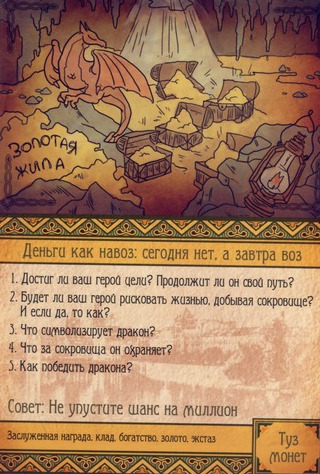 ЗОЛОТАЯ
ЖИЛА
Деньги как навоз: сегодня нет, а завтра воз
1. Достиг ли ваш герой цели? Продолжит ли он свой путь?
2. Будет ли ваш герой рисковать жизнью, добывая сокровище?
И если да, то как?
3. Что символизирует дракон?
4. Что за сокровища он охраняет?
5. Как победить дракона?
Совет: Не упустите шанс на миллион
Заслуженная награда, клад, богатство, золото, экстаз
Туз
монет